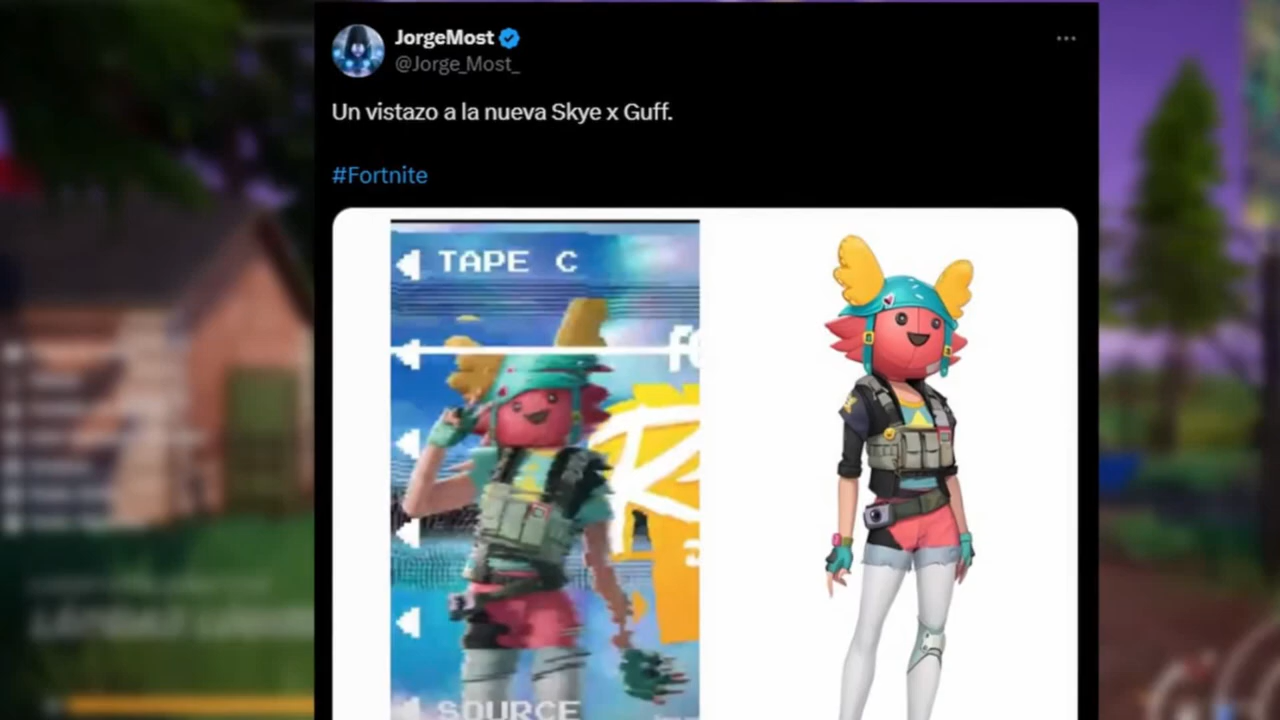 JorgeMost
@Jorge_Most_
Un vistazo a la nueva Skye x Guff.
#Fortnite
TAPE C
SOURCE